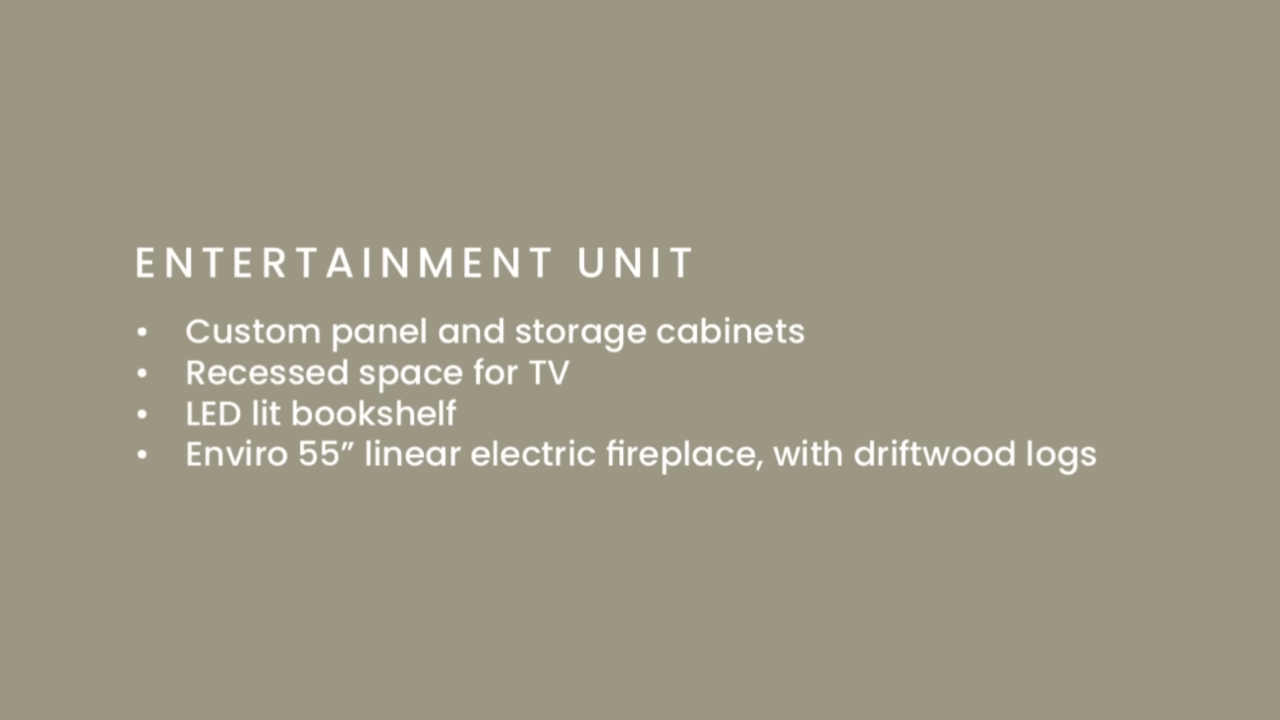 ENTERTAINMENT UNIT
• Custom panel and storage cabinets
• Recessed space for TV
• LED lit bookshelf
• Enviro 55” linear electric fireplace, with driftwood logs